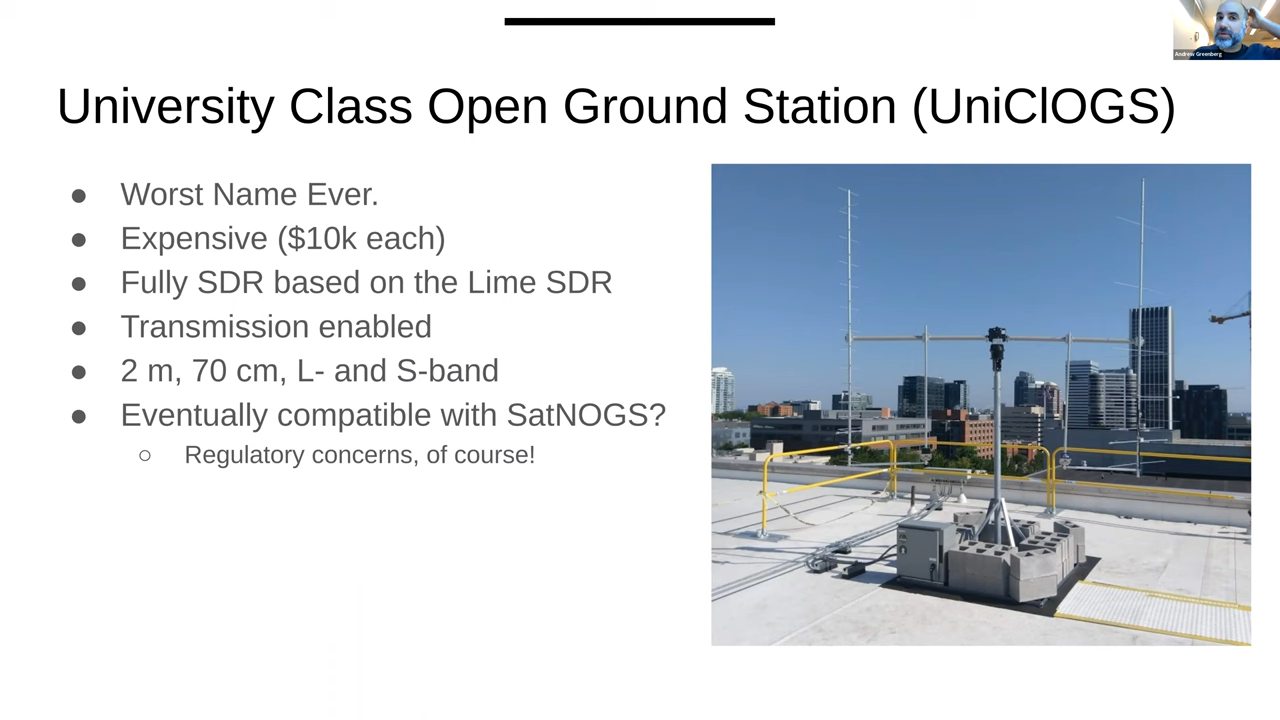 Andrew Greenberg
University Class Open Ground Station (UniClOGS)
● Worst Name Ever.
● Expensive ($10k each)
● Fully SDR based on the Lime SDR
● Transmission enabled
● 2 m, 70 cm, L- and S-band
● Eventually compatible with SatNOGS?
○ Regulatory concerns, of course!